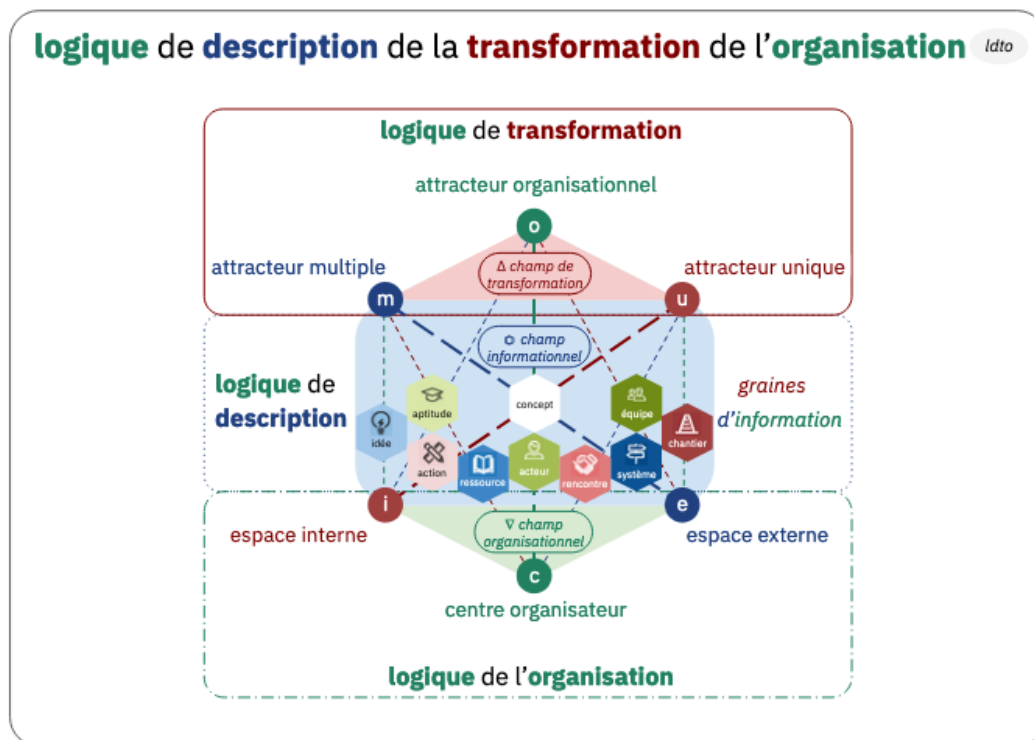 logique de description de la transformation de l'organisation
ldto
logique de transformation
attracteur organisationnel
o
attracteur multiple
Δ champ de
transformation
attracteur unique
m
u
⌬ champ
informationnel
logique de
description
aptitude
concept
équipe
graines
d'information
idée
chantier
action
ressource
acteur
rencontre
système
i
e
espace interne
∇ champ
organisationnel
espace externe
c
centre organisateur
logique de l'organisation